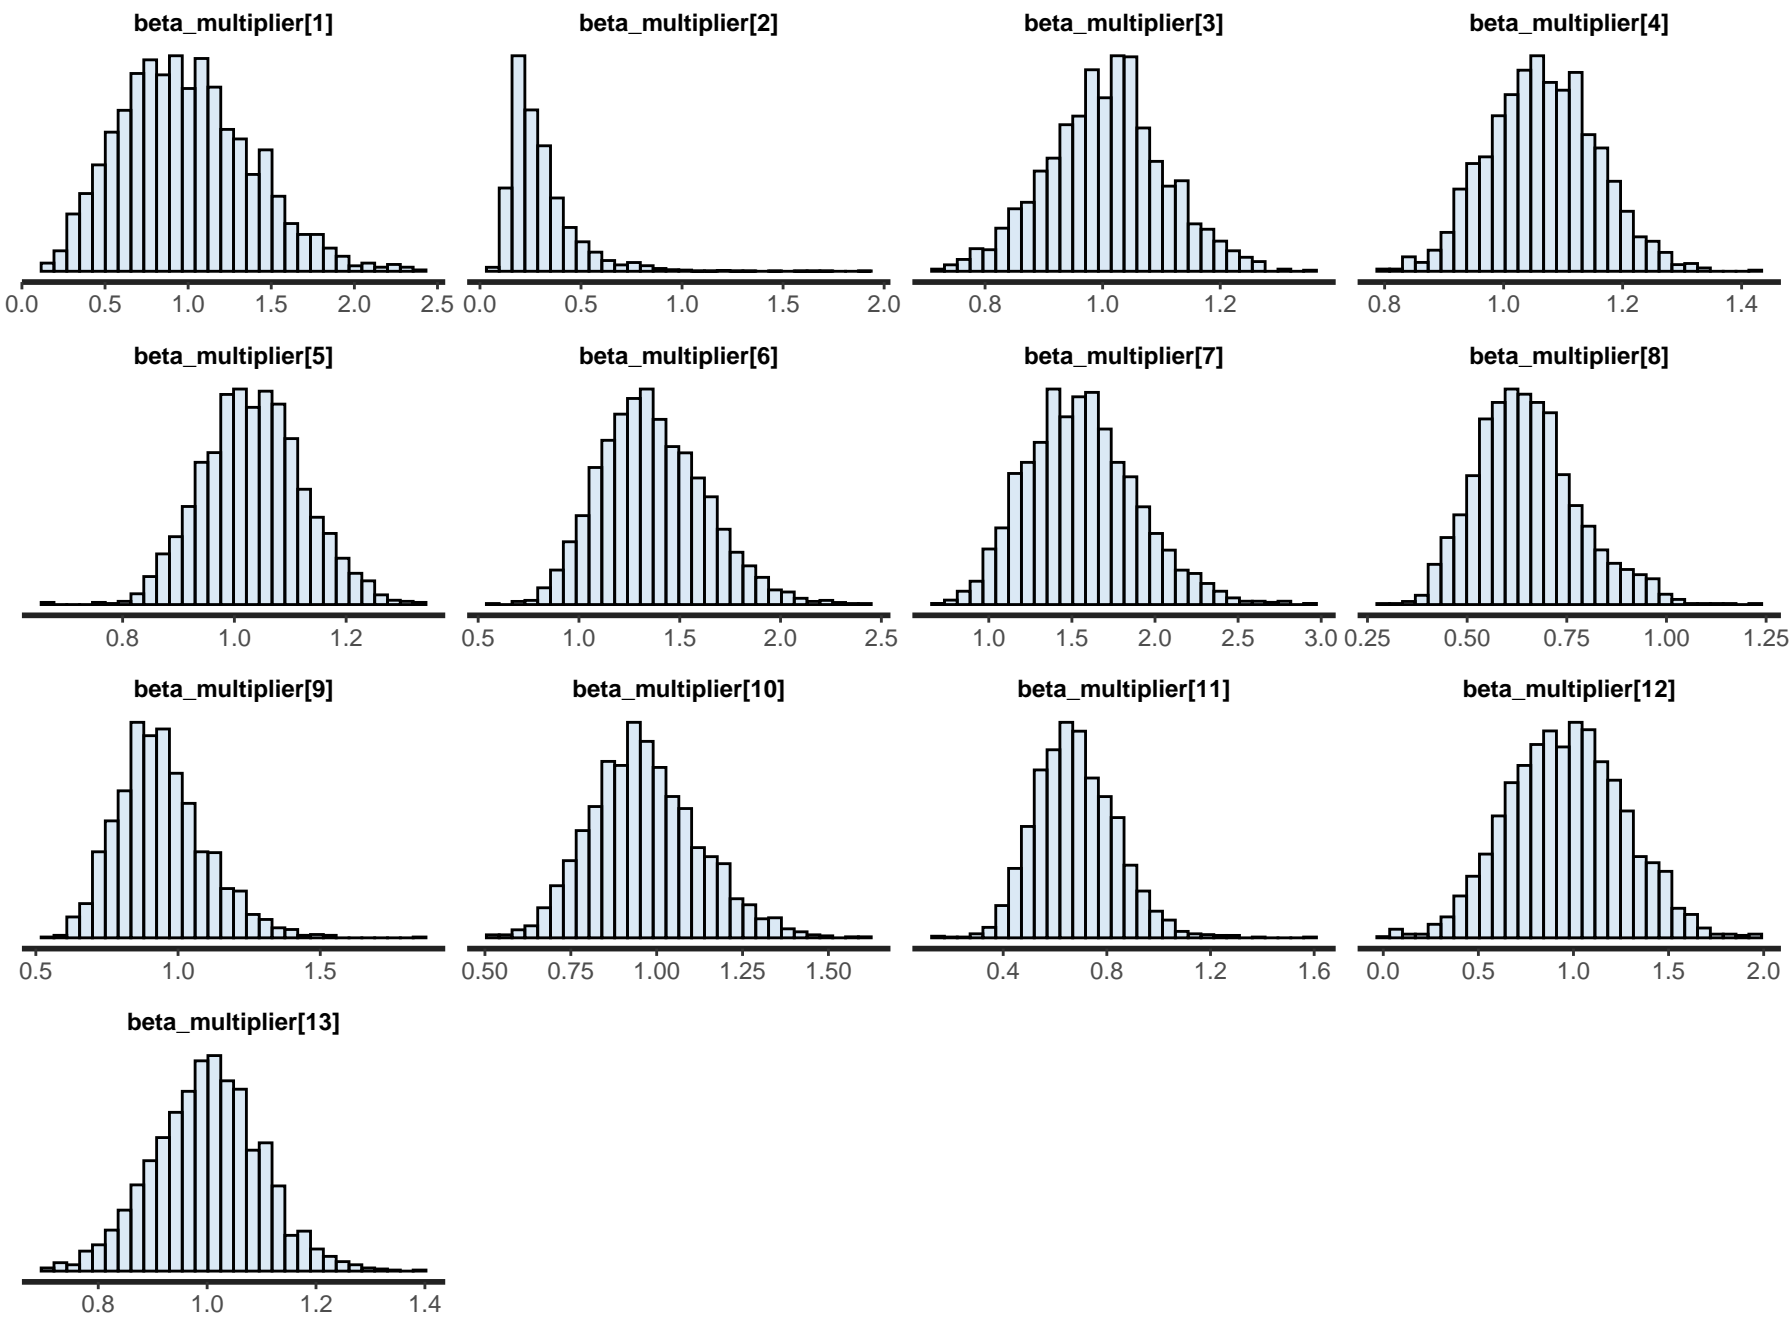 beta_multiplier[1] beta_multiplier[2] beta_multiplier[3] beta_multiplier[4]
0.0 0.5 1.0 1.5 2.0 2.5 0.0 0.5 1.0 1.5 2.0 0.8 1.0 1.2 0.8 1.0 1.2 1.4
beta_multiplier[5] beta_multiplier[6] beta_multiplier[7] beta_multiplier[8]
0.8 1.0 1.2 0.5 1.0 1.5 2.0 2.5 1.0 1.5 2.0 2.5 3.0 0.25 0.50 0.75 1.00 1.25
beta_multiplier[9] beta_multiplier[10] beta_multiplier[11] beta_multiplier[12]
0.5 1.0 1.5 0.50 0.75 1.00 1.25 1.50 0.4 0.8 1.2 1.6 0.0 0.5 1.0 1.5 2.0
beta_multiplier[13]
0.8 1.0 1.2 1.4